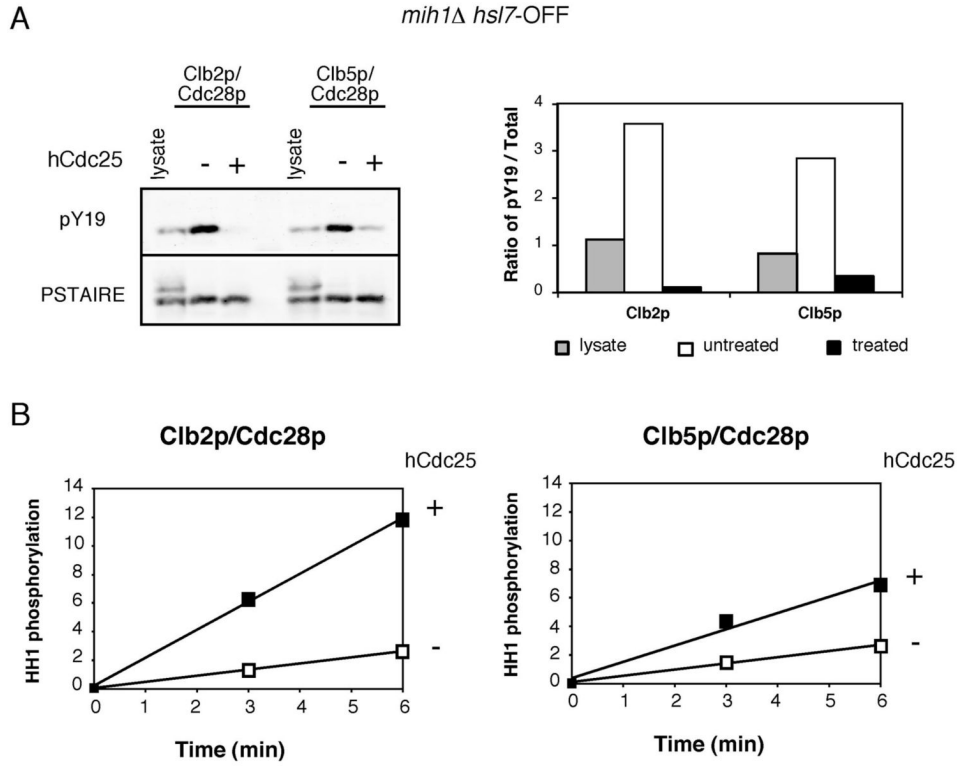 A
mih1Δ hsl7-OFF
Clb2p/
Cdc28p
Clb5p/
Cdc28p
hCdc25
lysate
-
+
lysate
-
+
pY19
PSTAIRE
Ratio of pY19 / Total
4
3
2
1
0
Clb2p
Clb5p
lysate
untreated
treated
B
Clb2p/Cdc28p
hCdc25
HH1 phosphorylation
14
12
10
8
6
4
2
0
+
-
0 1 2 3 4 5 6
Time (min)
Clb5p/Cdc28p
hCdc25
HH1 phosphorylation
14
12
10
8
6
4
2
0
+
-
0 1 2 3 4 5 6
Time (min)